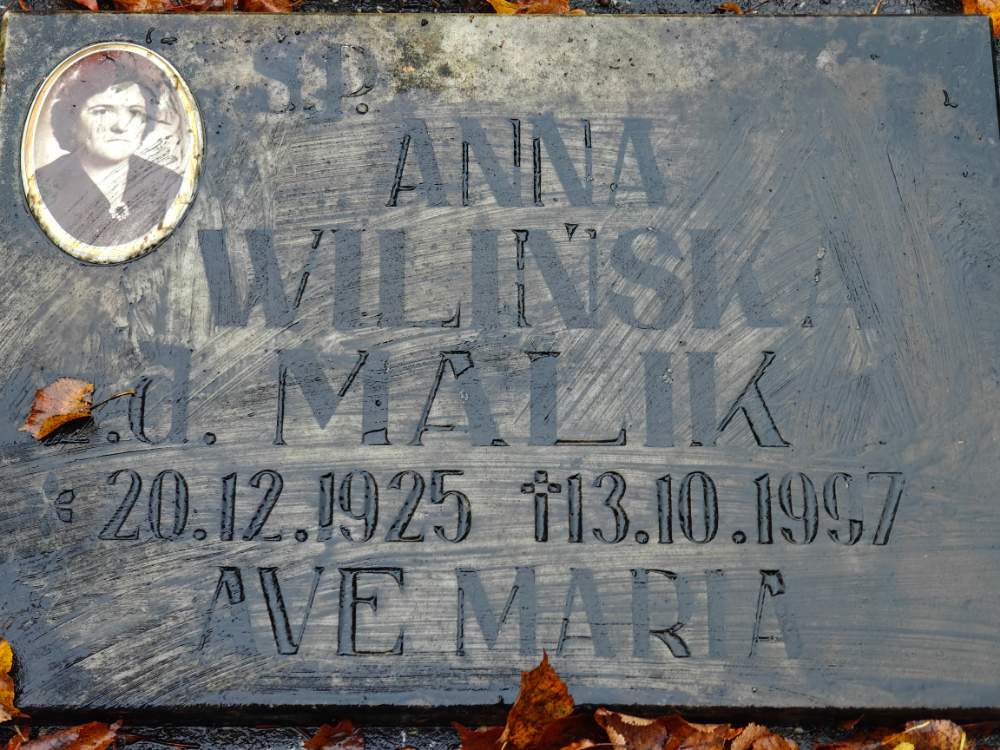 S.P.
ANNA
WILIŃSKA
z.d. MALIK
* 20.12.1925 † 13.10.1997
AVE MARIA